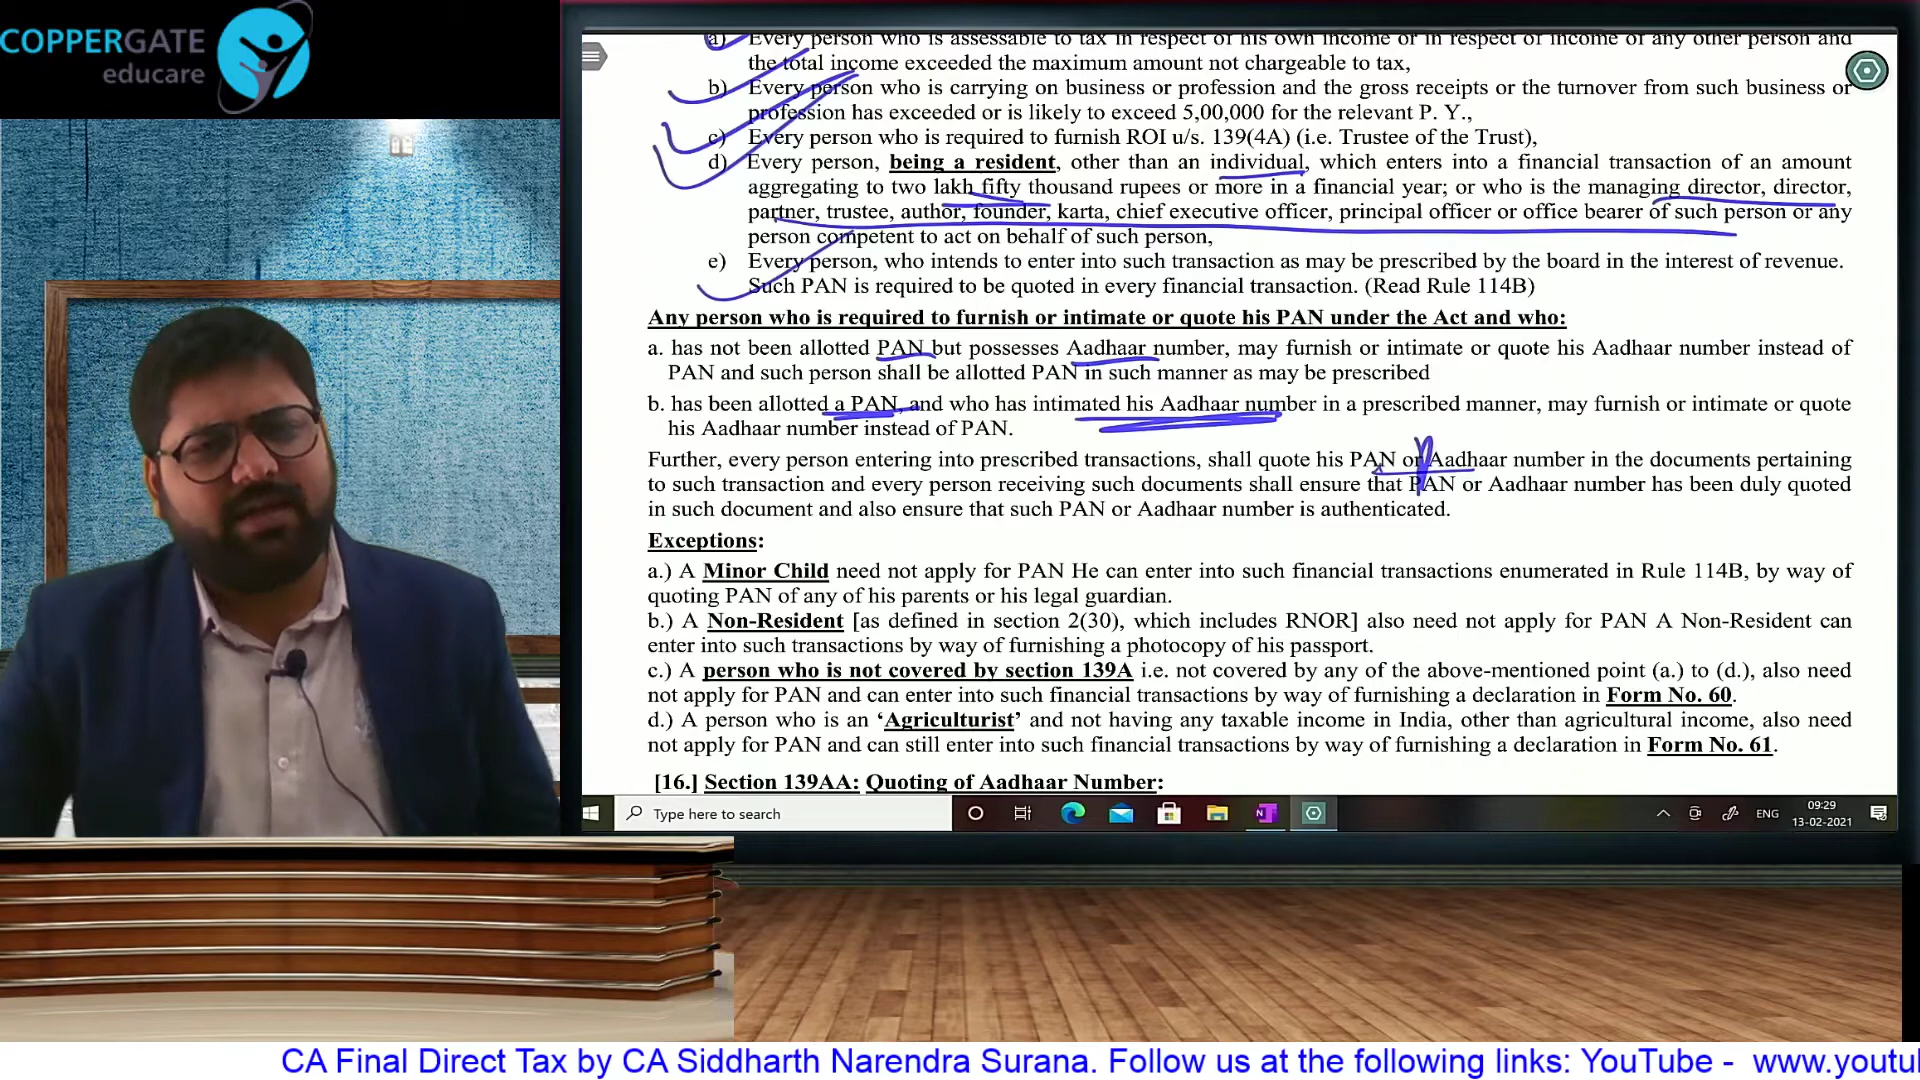 COPPERGATE
educare
a) Every person who is assessable to tax in respect of his own income or in respect of income of any other person and
the total income exceeded the maximum amount not chargeable to tax,
b) Every person who is carrying on business or profession and the gross receipts or the turnover from such business or
profession has exceeded or is likely to exceed 5,00,000 for the relevant P. Y.,
c) Every person who is required to furnish ROI u/s. 139(4A) (i.e. Trustee of the Trust),
d) Every person, being a resident, other than an individual, which enters into a financial transaction of an amount
aggregating to two lakh fifty thousand rupees or more in a financial year; or who is the managing director, director,
partner, trustee, author, founder, karta, chief executive officer, principal officer or office bearer of such person or any
person competent to act on behalf of such person,
e) Every person, who intends to enter into such transaction as may be prescribed by the board in the interest of revenue.
Such PAN is required to be quoted in every financial transaction. (Read Rule 114B)
Any person who is required to furnish or intimate or quote his PAN under the Act and who:
a. has not been allotted PAN but possesses Aadhaar number, may furnish or intimate or quote his Aadhaar number instead of
PAN and such person shall be allotted PAN in such manner as may be prescribed
b. has been allotted a PAN, and who has intimated his Aadhaar number in a prescribed manner, may furnish or intimate or quote
his Aadhaar number instead of PAN.
Further, every person entering into prescribed transactions, shall quote his PAN or Aadhaar number in the documents pertaining
to such transaction and every person receiving such documents shall ensure that PAN or Aadhaar number has been duly quoted
in such document and also ensure that such PAN or Aadhaar number is authenticated.
Exceptions:
a.) A Minor Child need not apply for PAN He can enter into such financial transactions enumerated in Rule 114B, by way of
quoting PAN of any of his parents or his legal guardian.
b.) A Non-Resident [as defined in section 2(30), which includes RNOR] also need not apply for PAN A Non-Resident can
enter into such transactions by way of furnishing a photocopy of his passport.
c.) A person who is not covered by section 139A i.e. not covered by any of the above-mentioned point (a.) to (d.), also need
not apply for PAN and can enter into such financial transactions by way of furnishing a declaration in Form No. 60.
d.) A person who is an ‘Agriculturist’ and not having any taxable income in India, other than agricultural income, also need
not apply for PAN and can still enter into such financial transactions by way of furnishing a declaration in Form No. 61.
[16.] Section 139AA: Quoting of Aadhaar Number:
Type here to search
ENG
09:29
13-02-2021
CA Final Direct Tax by CA Siddharth Narendra Surana. Follow us at the following links: YouTube - www.youtu